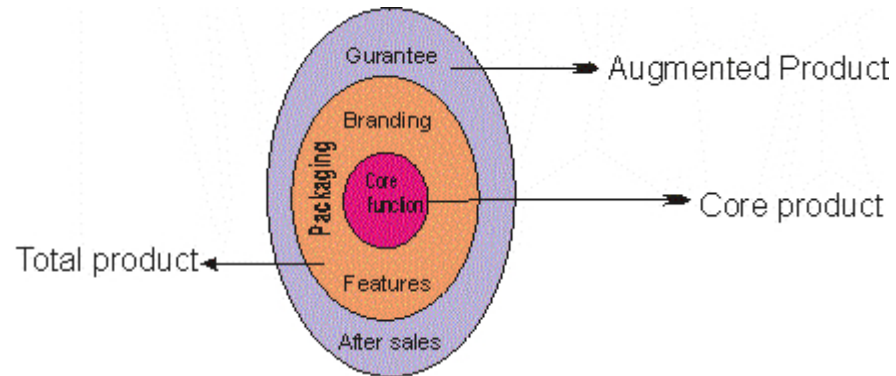 Gurantee
Augmented Product
Branding
Packaging
Core
function
Core product
Total product
Features
After sales